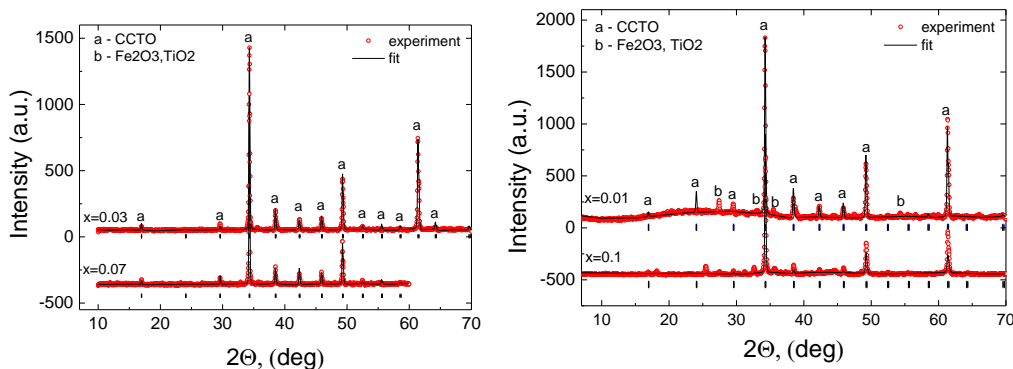 a - CCTO
b - Fe2O3,TiO2
experiment
fit
a
a
a
a
a
a
a
a
a
a
a
a
a
x=0.03
x=0.07
1500
1000
500
0
-500
10 20 30 40 50 60 70
Intensity (a.u.)
2Θ, (deg)
a - CCTO
b - Fe2O3,TiO2
experiment
fit
a
a
a
a
a b a b b a a a a b
x=0.01
x=0.1
2000
1500
1000
500
0
-500
10 20 30 40 50 60 70
Intensity (a.u.)
2Θ, (deg)